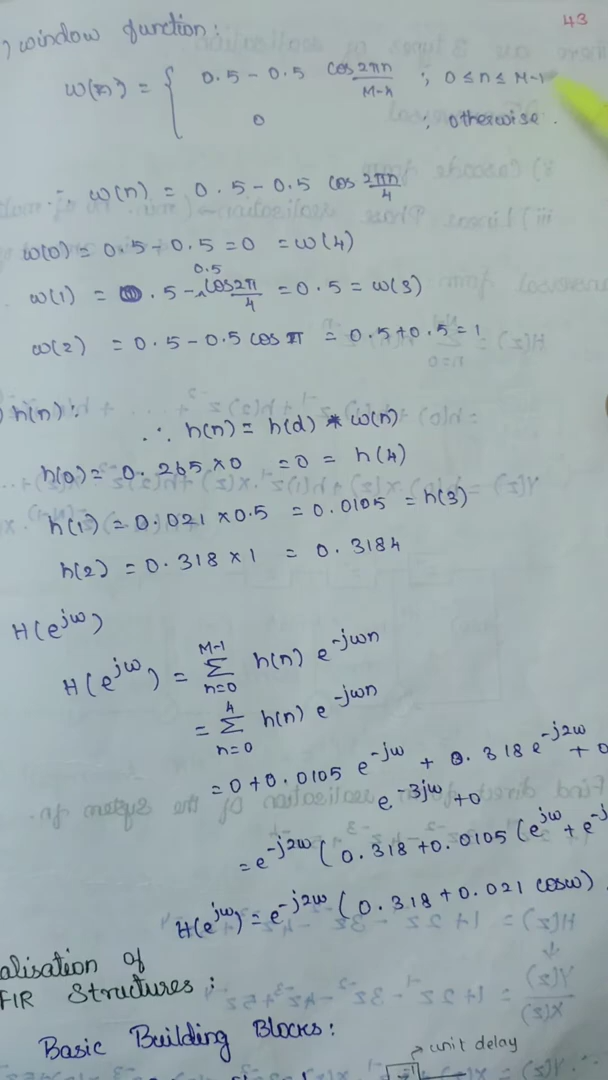 43
) window function:
w(n) = { 0.5 - 0.5 cos 2πn/M-1 ; 0 ≤ n ≤ M-1
0 ; otherwise.
∴ w(n) = 0.5 - 0.5 cos 2πn/4
w(0) = 0.5 - 0.5 = 0 = w(4)
w(1) = 0.5 - 0.5 cos 2π/4 = 0.5 = w(3)
w(2) = 0.5 - 0.5 cos π = 0.5 + 0.5 = 1
) h(n):
∴ h(n) = h(d) * w(n)
h(0) = 0.265 × 0 = 0 = h(4)
h(1) = 0.021 × 0.5 = 0.0105 = h(3)
h(2) = 0.318 × 1 = 0.3184
H(e^jω)
H(e^jω) = Σ_{n=0}^{M-1} h(n) e^-jωn
= Σ_{n=0}^{4} h(n) e^-jωn
= 0 + 0.0105 e^-jω + 0.318 e^-j2ω + 0
e^-3jω + 0
= e^-j2ω (0.318 + 0.0105 (e^jω + e^-j
H(e^jω) = e^-j2ω (0.318 + 0.021 cosω)
alisation of
FIR Structures:
Basic Building Blocks:
→ unit delay